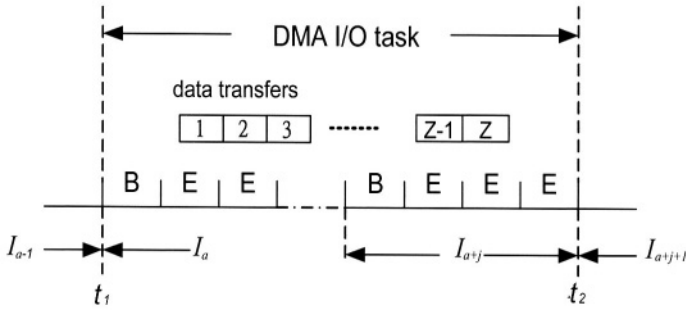 DMA I/O task
data transfers
1 2 3 ........ Z-1 Z
B E E B E E E
I_{a-1} I_a I_{a+j} I_{a+j+1}
t_1 t_2